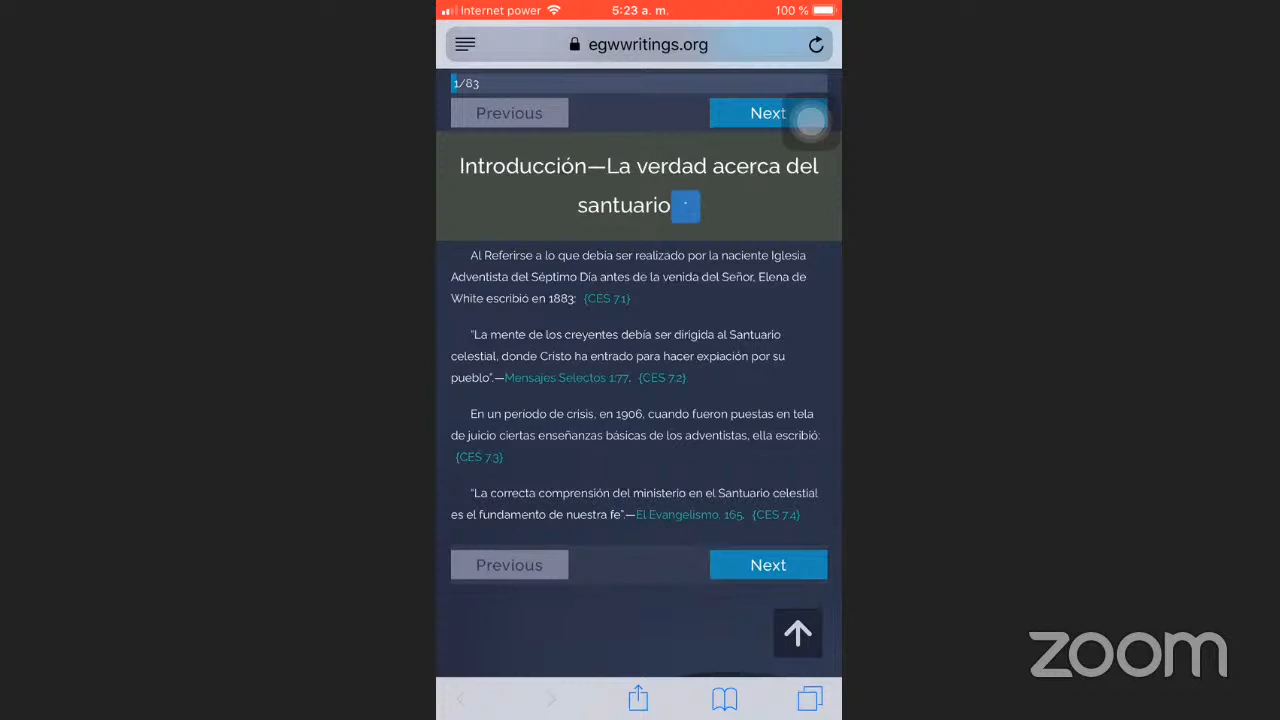 Internet power 5:23 a. m. 100 %
egwwritings.org
1/83
Previous Next
Introducción—La verdad acerca del
santuario
Al Referirse a lo que debía ser realizado por la naciente Iglesia
Adventista del Séptimo Día antes de la venida del Señor, Elena de
White escribió en 1883: {CES 7.1}
“La mente de los creyentes debía ser dirigida al Santuario
celestial, donde Cristo ha entrado para hacer expiación por su
pueblo”.—Mensajes Selectos 1:77. {CES 7.2}
En un período de crisis, en 1906, cuando fueron puestas en tela
de juicio ciertas enseñanzas básicas de los adventistas, ella escribió:
{CES 7.3}
“La correcta comprensión del ministerio en el Santuario celestial
es el fundamento de nuestra fe”.—El Evangelismo, 165. {CES 7.4}
Previous Next
zoom